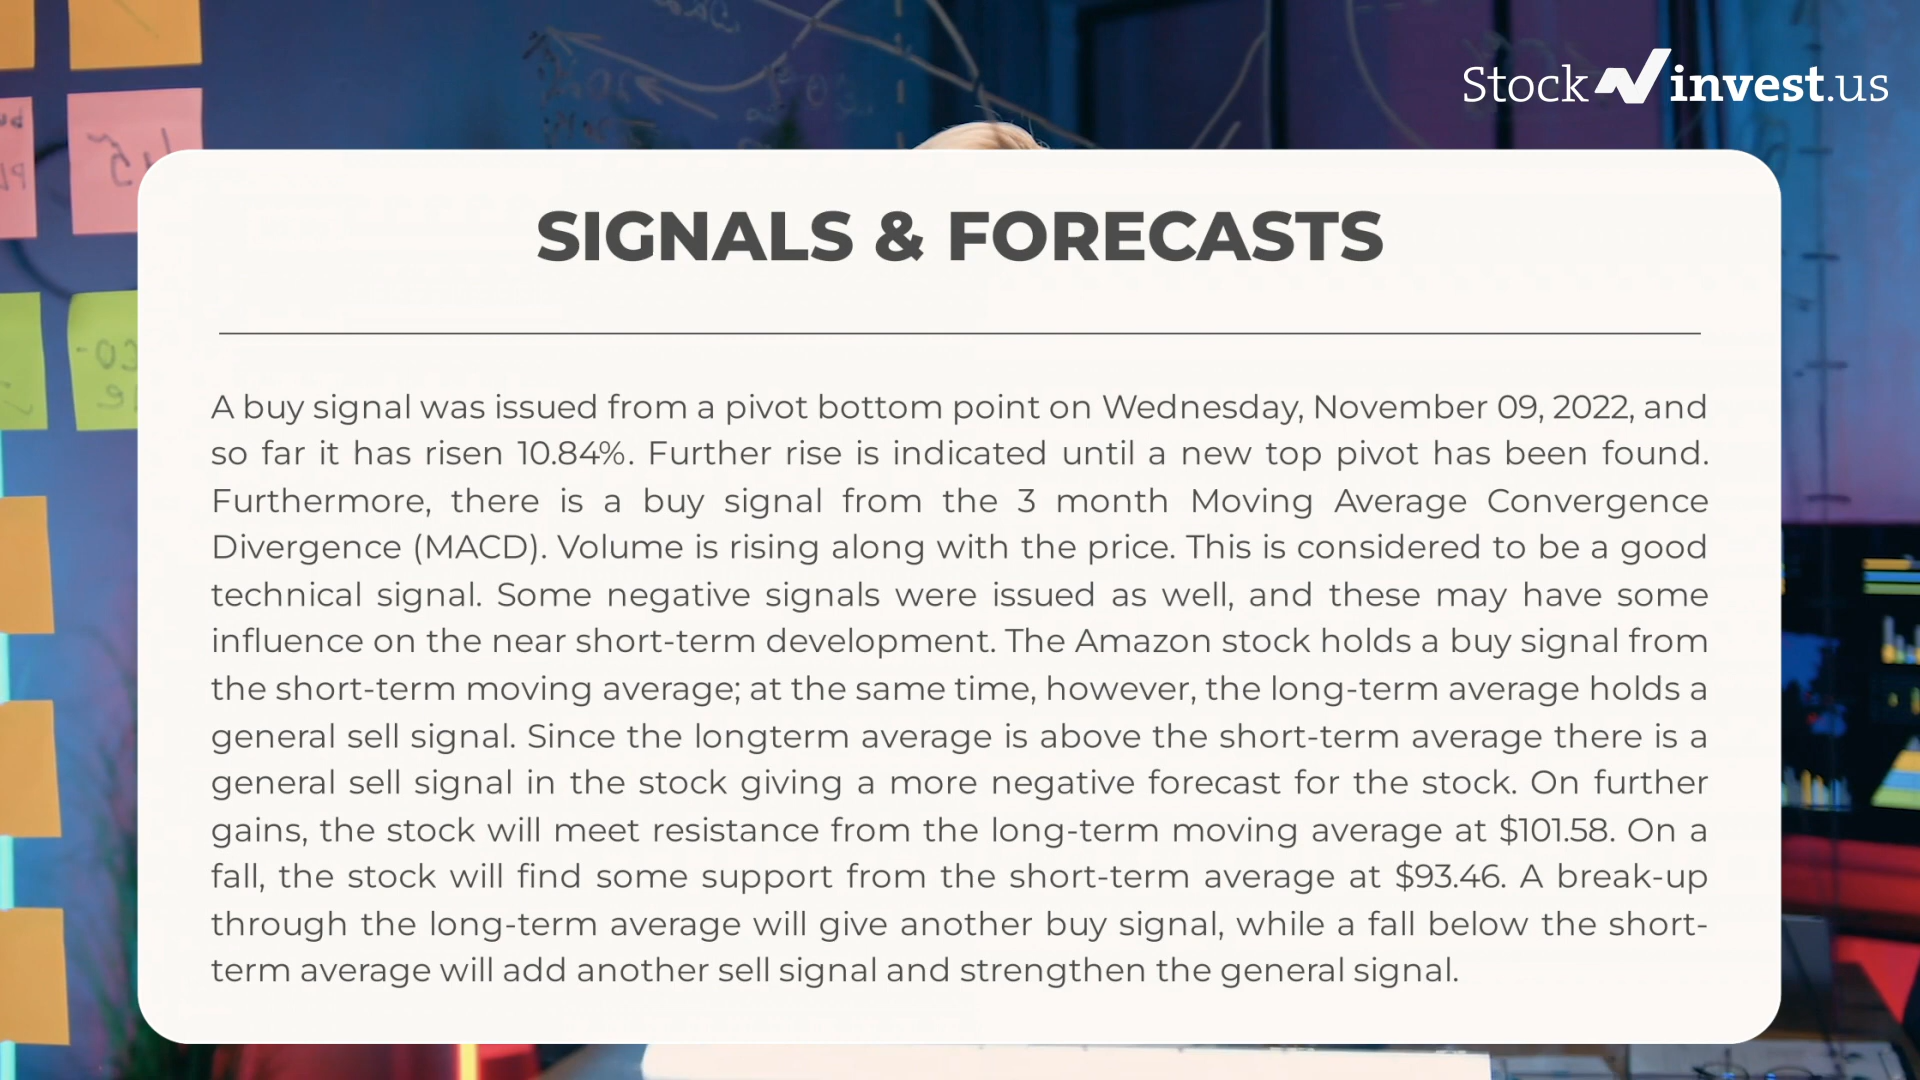 Stock invest.us
SIGNALS & FORECASTS
A buy signal was issued from a pivot bottom point on Wednesday, November 09, 2022, and
so far it has risen 10.84%. Further rise is indicated until a new top pivot has been found.
Furthermore, there is a buy signal from the 3 month Moving Average Convergence
Divergence (MACD). Volume is rising along with the price. This is considered to be a good
technical signal. Some negative signals were issued as well, and these may have some
influence on the near short-term development. The Amazon stock holds a buy signal from
the short-term moving average; at the same time, however, the long-term average holds a
general sell signal. Since the longterm average is above the short-term average there is a
general sell signal in the stock giving a more negative forecast for the stock. On further
gains, the stock will meet resistance from the long-term moving average at $101.58. On a
fall, the stock will find some support from the short-term average at $93.46. A break-up
through the long-term average will give another buy signal, while a fall below the short-
term average will add another sell signal and strengthen the general signal.